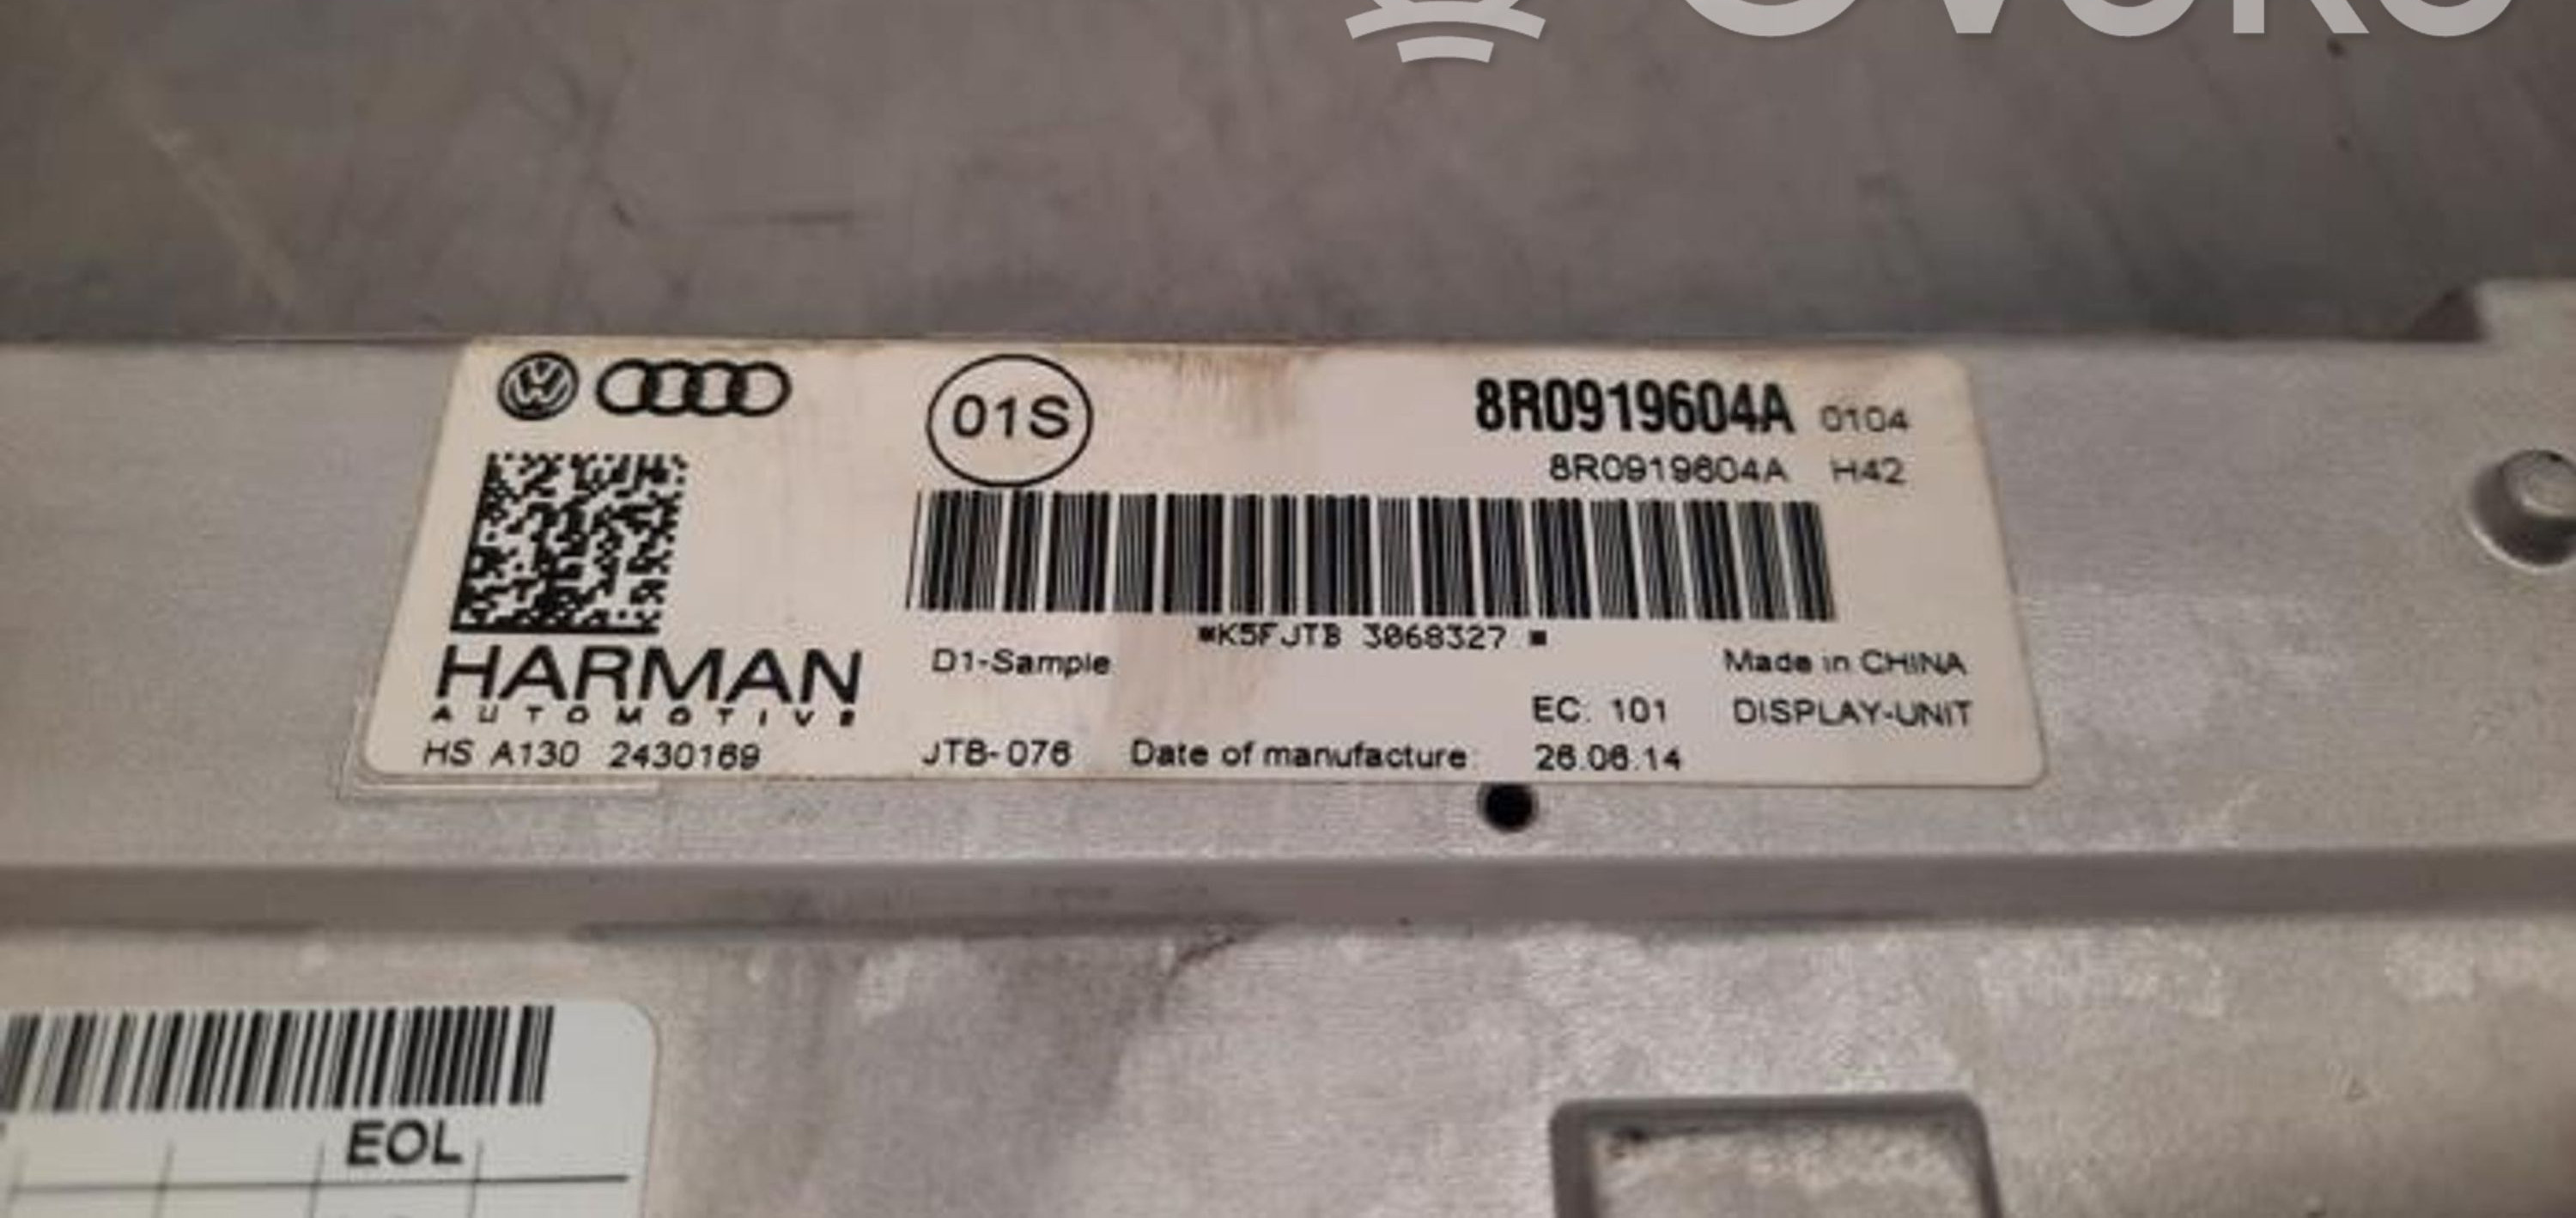 01S
8R0919604A 0104
8R0919604A H42
*K5FJTB 3068327 *
HARMAN
AUTOMOTIVE
D1-Sample
Made in CHINA
EC: 101 DISPLAY-UNIT
HS A130 2430169
JTB-076 Date of manufacture: 26.06.14
EOL